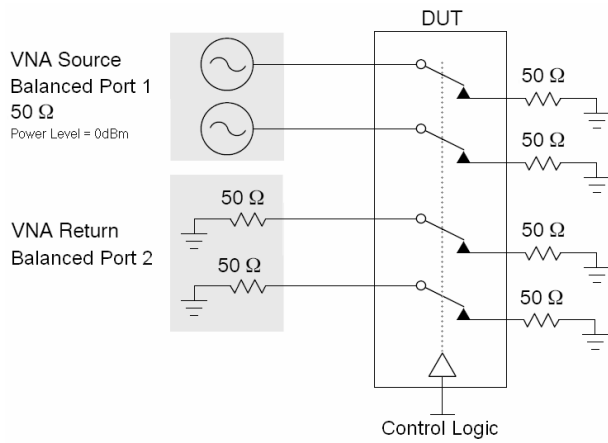 DUT
VNA Source
Balanced Port 1
50 Ω
Power Level = 0dBm
50 Ω
50 Ω
VNA Return
Balanced Port 2
50 Ω
50 Ω
50 Ω
50 Ω
Control Logic